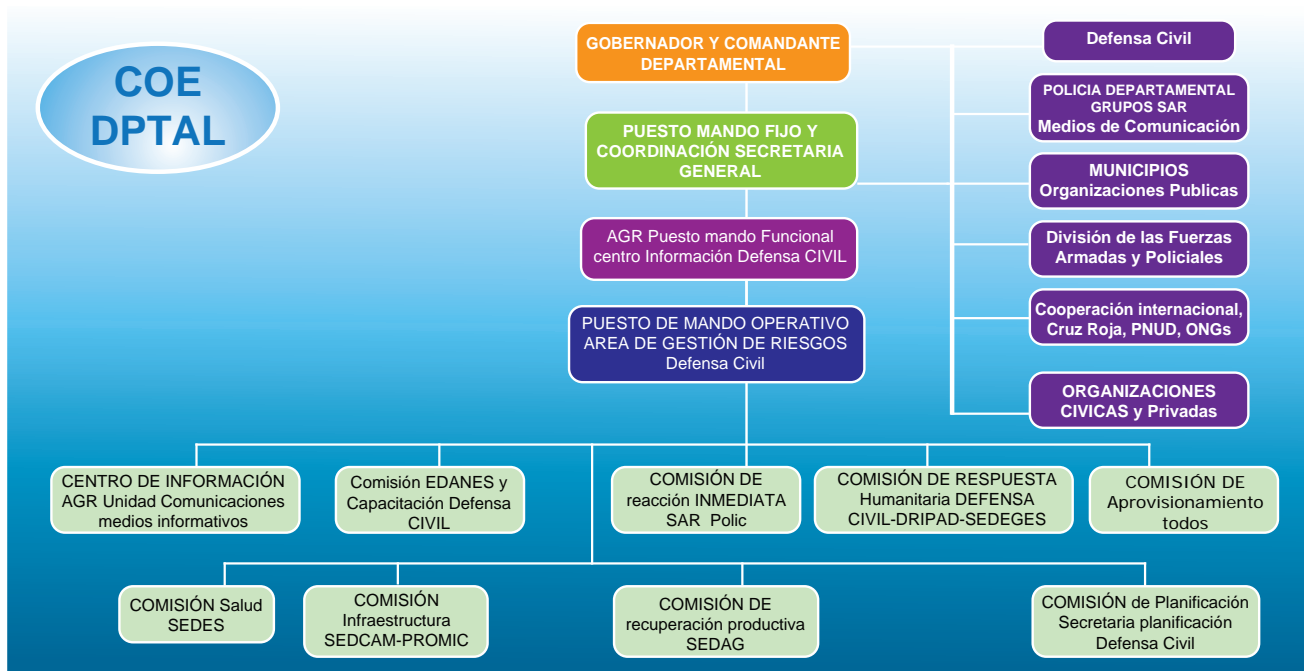 COE
DPTAL
GOBERNADOR Y COMANDANTE
DEPARTAMENTAL
PUESTO MANDO FIJO Y
COORDINACIÓN SECRETARIA
GENERAL
AGR Puesto mando Funcional
centro Información Defensa CIVIL
PUESTO DE MANDO OPERATIVO
AREA DE GESTIÓN DE RIESGOS
Defensa Civil
Defensa Civil
POLICIA DEPARTAMENTAL
GRUPOS SAR
Medios de Comunicación
MUNICIPIOS
Organizaciones Publicas
División de las Fuerzas
Armadas y Policiales
Cooperación internacional,
Cruz Roja, PNUD, ONGs
ORGANIZACIONES
CIVICAS y Privadas
CENTRO DE INFORMACIÓN
AGR Unidad Comunicaciones
medios informativos
Comisión EDANES y
Capacitación Defensa
CIVIL
COMISIÓN DE
reacción INMEDIATA
SAR Polic
COMISIÓN DE RESPUESTA
Humanitaria DEFENSA
CIVIL-DRIPAD-SEDEGES
COMISIÓN DE
Aprovisionamiento
todos
COMISIÓN Salud
SEDES
COMISIÓN
Infraestructura
SEDCAM-PROMIC
COMISIÓN DE
recuperación productiva
SEDAG
COMISIÓN de Planificación
Secretaria planificación
Defensa Civil